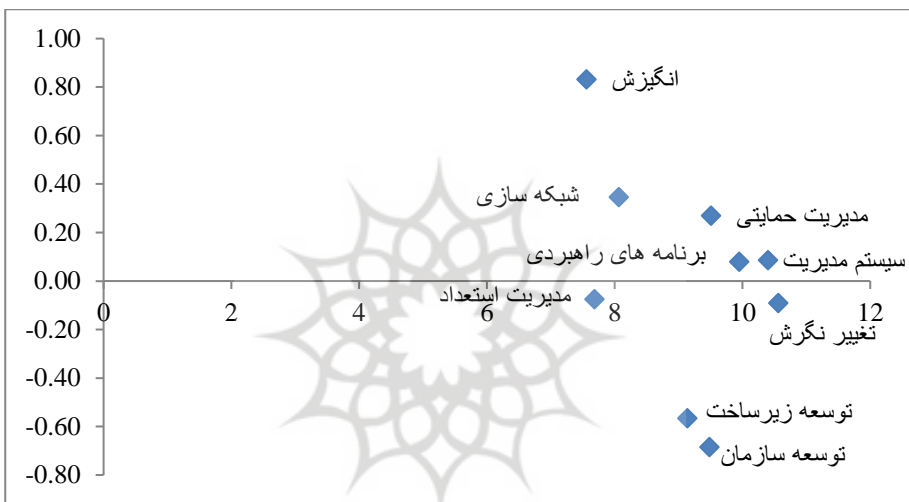 1.00
0.80
انگیزش
0.60
0.40
شبکه سازی
مدیریت حمایتی
0.20
برنامه های راهبردی
سیستم مدیریت
0.00
مدیریت استعداد
0 2 4 6 8 10 12
-0.20
تغییر نگرش
-0.40
توسعه زیرساخت
-0.60
توسعه سازمان
-0.80